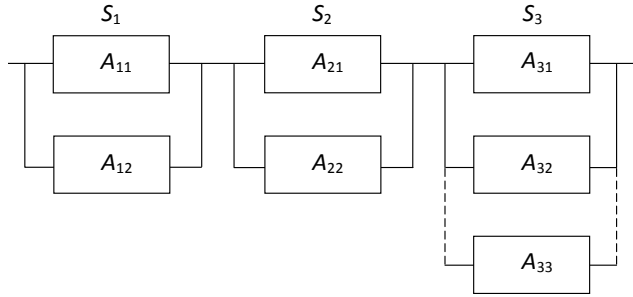 S₁ S₂ S₃
A₁₁ A₂₁ A₃₁
A₁₂ A₂₂ A₃₂
A₃₃